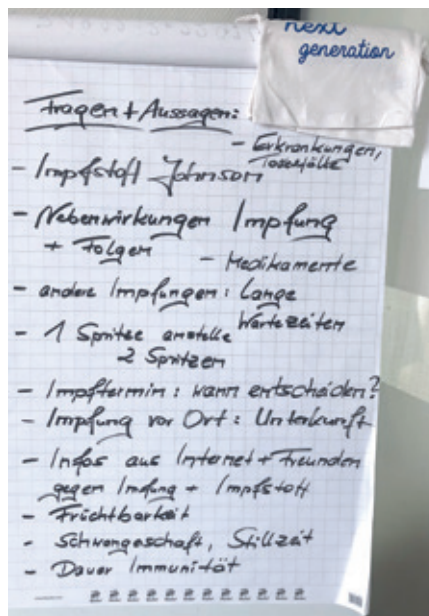 next
generation
Fragen + Aussagen:
- Erkrankungen,
Todesfälle
- Impfstoff Johnson
- Nebenwirkungen Impfung
+ Folgen
- Medikamente
- andere Impfungen: Lange
Wartezeiten
- 1 Spritze anstelle
2 Spritzen
- Impftermin: wann entscheiden?
- Impfung vor Ort: Unterkunft
- Infos aus Internet + Freunden
gegen Impfung + Impfstoff
- Früchtbarkeit
- Schwangeschaft, Stillzeit
- Dauer Immunität